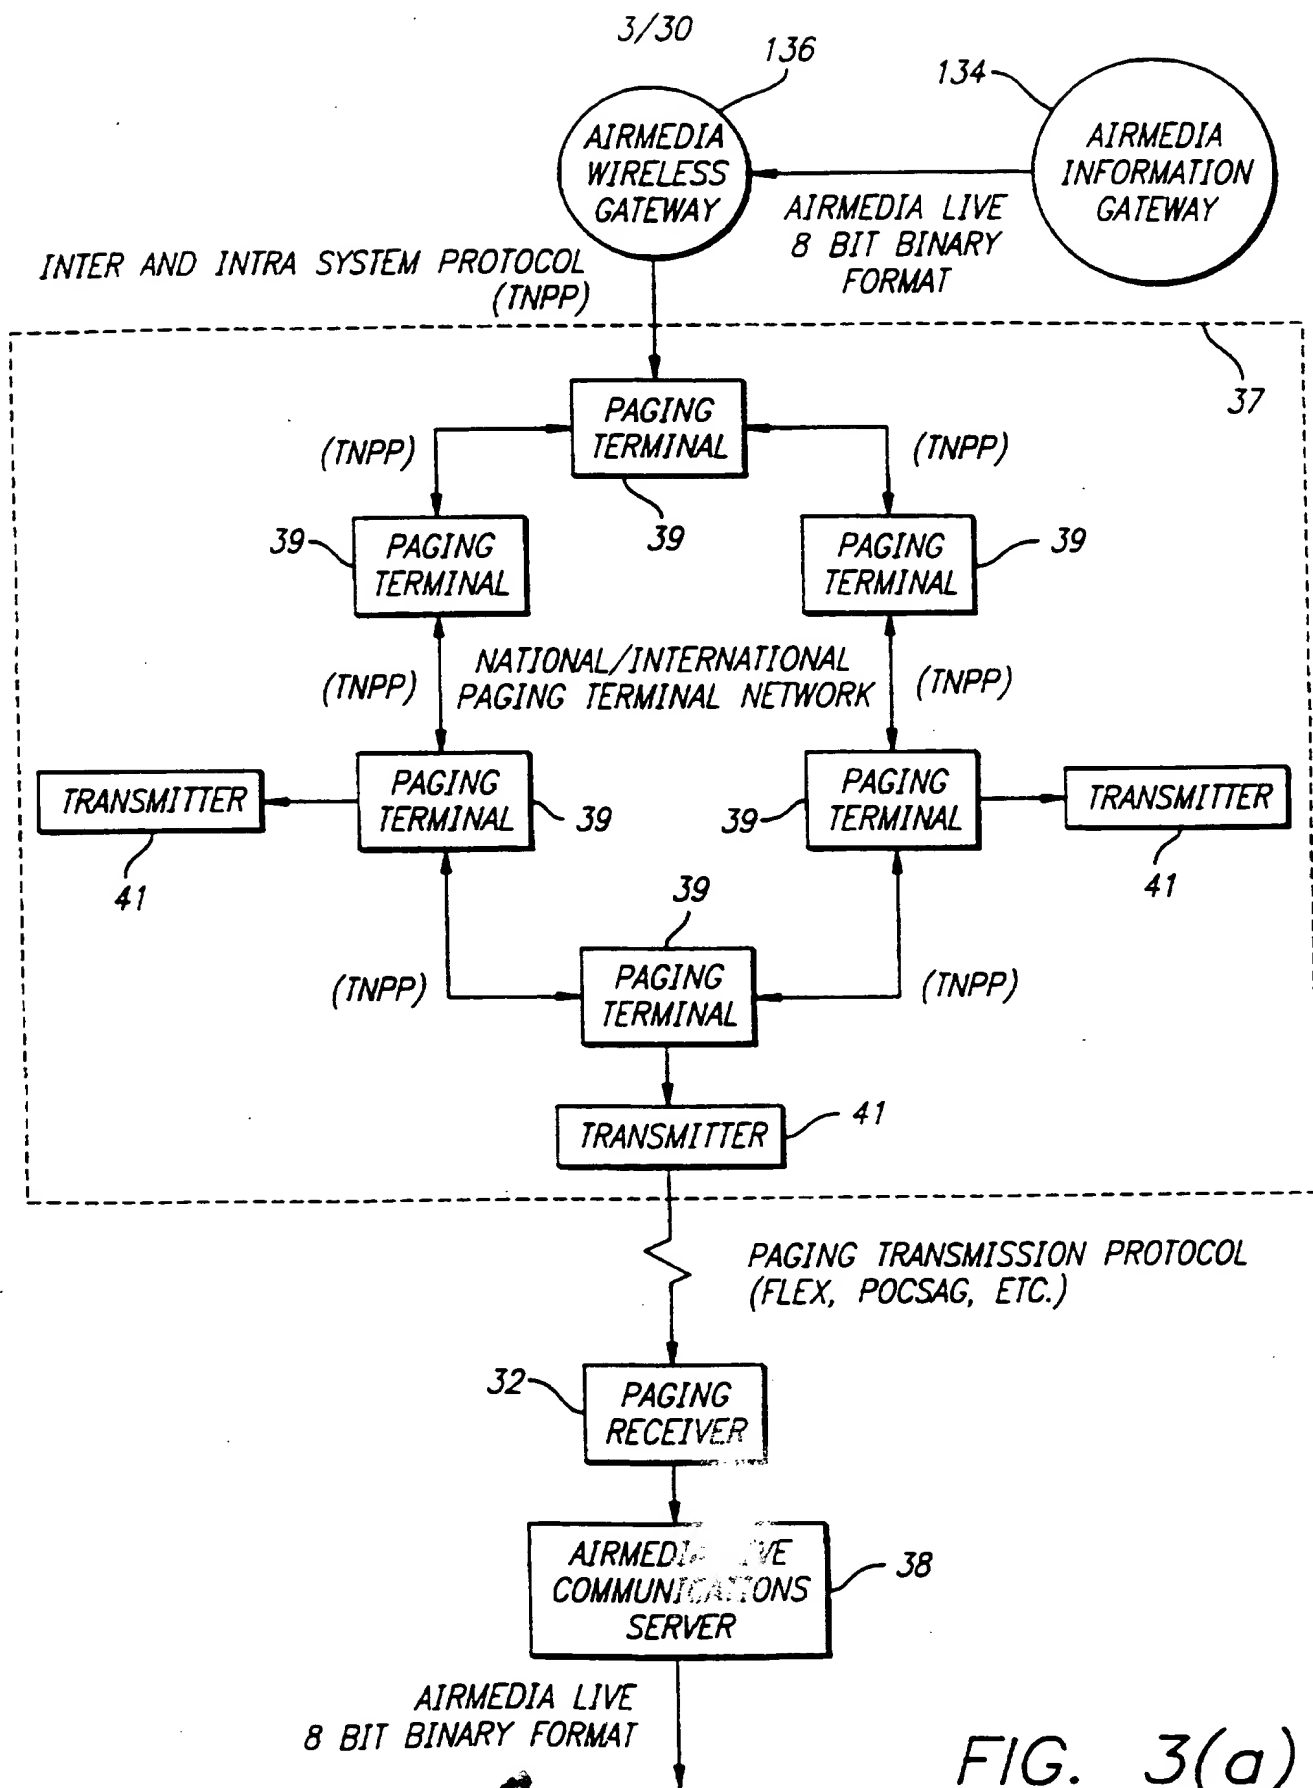 3/30
136
134
AIRMEDIA
WIRELESS
GATEWAY
AIRMEDIA
INFORMATION
GATEWAY
AIRMEDIA LIVE
8 BIT BINARY
FORMAT
INTER AND INTRA SYSTEM PROTOCOL
(TNPP)
37
PAGING
TERMINAL
(TNPP)
(TNPP)
39
39
PAGING
TERMINAL
PAGING
TERMINAL
39
NATIONAL/INTERNATIONAL
PAGING TERMINAL NETWORK
(TNPP)
(TNPP)
TRANSMITTER
41
PAGING
TERMINAL
39
39
PAGING
TERMINAL
TRANSMITTER
41
39
(TNPP)
PAGING
TERMINAL
(TNPP)
TRANSMITTER
41
PAGING TRANSMISSION PROTOCOL
(FLEX, POCSAG, ETC.)
32
PAGING
RECEIVER
AIRMEDIA LIVE
COMMUNICATIONS
SERVER
38
AIRMEDIA LIVE
8 BIT BINARY FORMAT
FIG. 3(a)